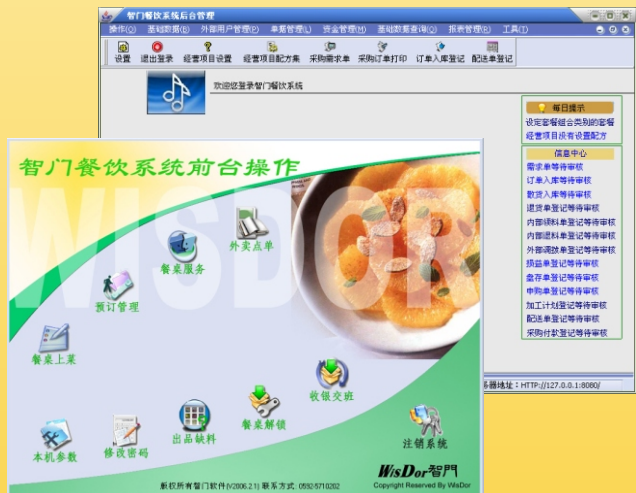 智门餐饮系统后台管理
操作(O) 基础数据(B) 外部用户管理(P) 单据管理(L) 资金管理(M) 基础数据查询(Q) 报表管理(R) 工具(T)
设置 退出登录 经营项目设置 经营项目配方集 采购需求单 采购订单打印 订单入库登记 配送单登记
欢迎您登录智门餐饮系统
每日提示
设定套餐组合类别的套餐
经营项目没有设置配方
信息中心
需求单等待审核
订单入库等待审核
散货入库等待审核
退货单登记等待审核
内部领料单登记等待审核
内部退料单登记等待审核
外部调拨单登记等待审核
损益单登记等待审核
盘存单登记等待审核
申购单登记等待审核
加工计划登记等待审核
配送单登记等待审核
采购付款登记等待审核
务器地址：HTTP://127.0.0.1:8080/
智门餐饮系统前台操作
WISDOR
外卖点单
餐桌服务
预订管理
餐桌上菜
收银交班
餐桌解锁
出品缺料
修改密码
本机参数
注销系统
WisDor智門
版权所有智门软件(V2006.2.1) 联系方式: 0592-5710202 Copyright Reserved By WisDor